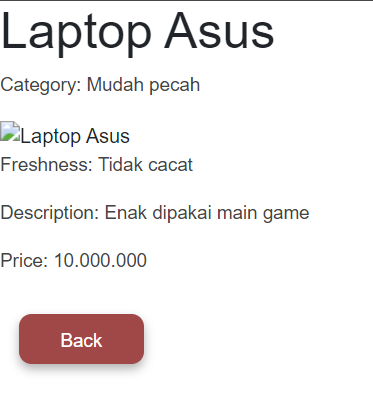 Laptop Asus
Category: Mudah pecah
Laptop Asus
Freshness: Tidak cacat
Description: Enak dipakai main game
Price: 10.000.000
Back